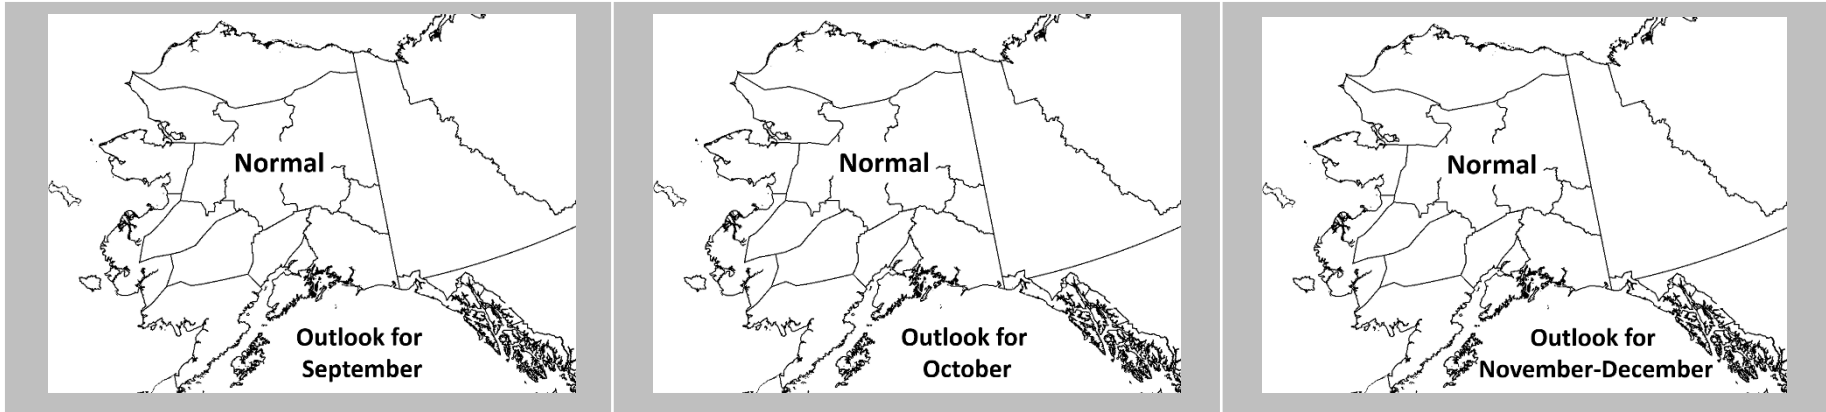 Normal
Outlook for
September
Normal
Outlook for
October
Normal
Outlook for
November-December